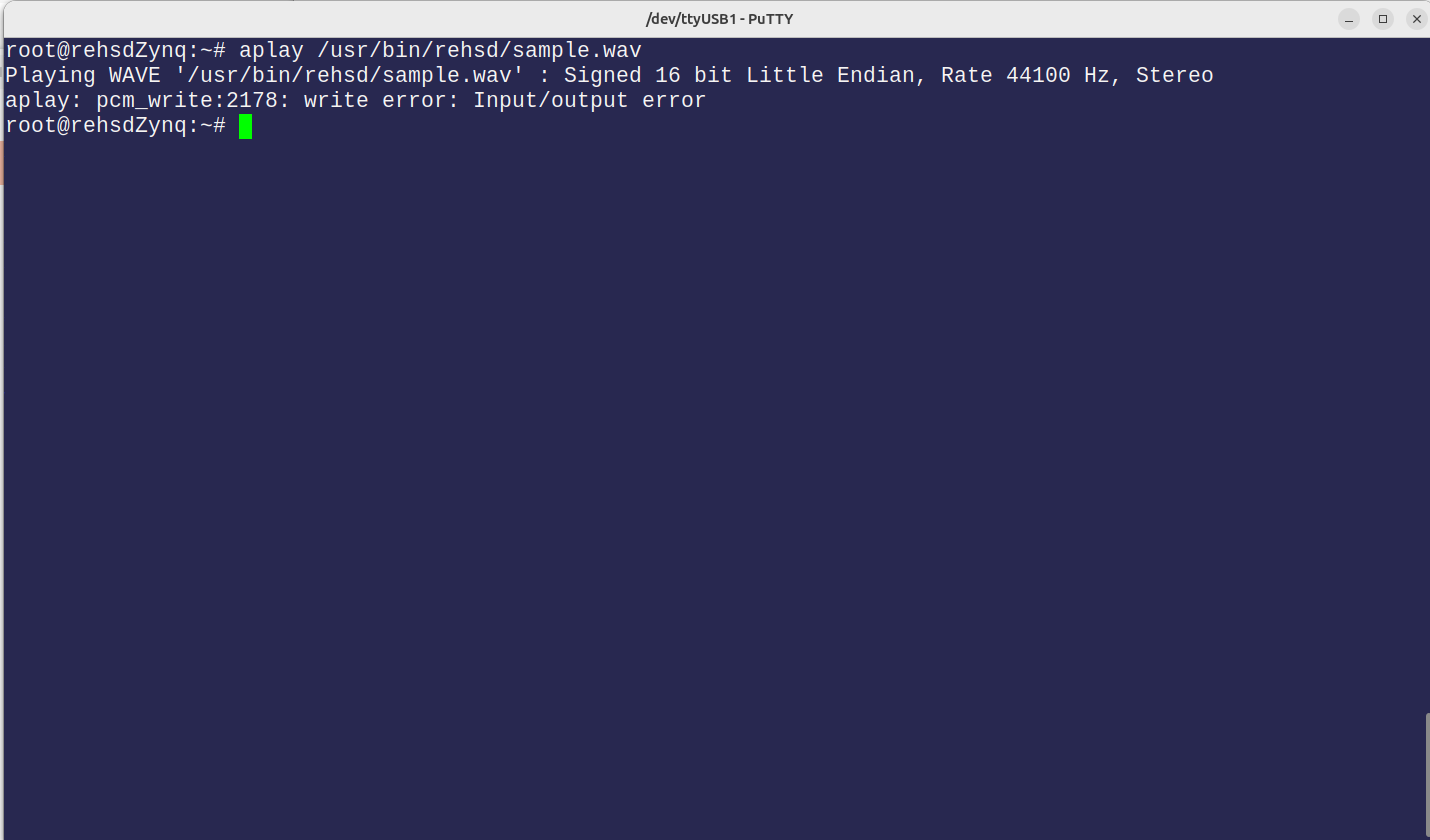 /dev/ttyUSB1 - PuTTY
root@rehsdZynq:~# aplay /usr/bin/rehsd/sample.wav
Playing WAVE '/usr/bin/rehsd/sample.wav' : Signed 16 bit Little Endian, Rate 44100 Hz, Stereo
aplay: pcm_write:2178: write error: Input/output error
root@rehsdZynq:~#